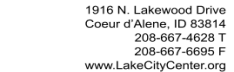 1916 N. Lakewood Drive
Coeur d'Alene, ID 83814
208-667-4628 T
208-667-6695 F
www.LakeCityCenter.org